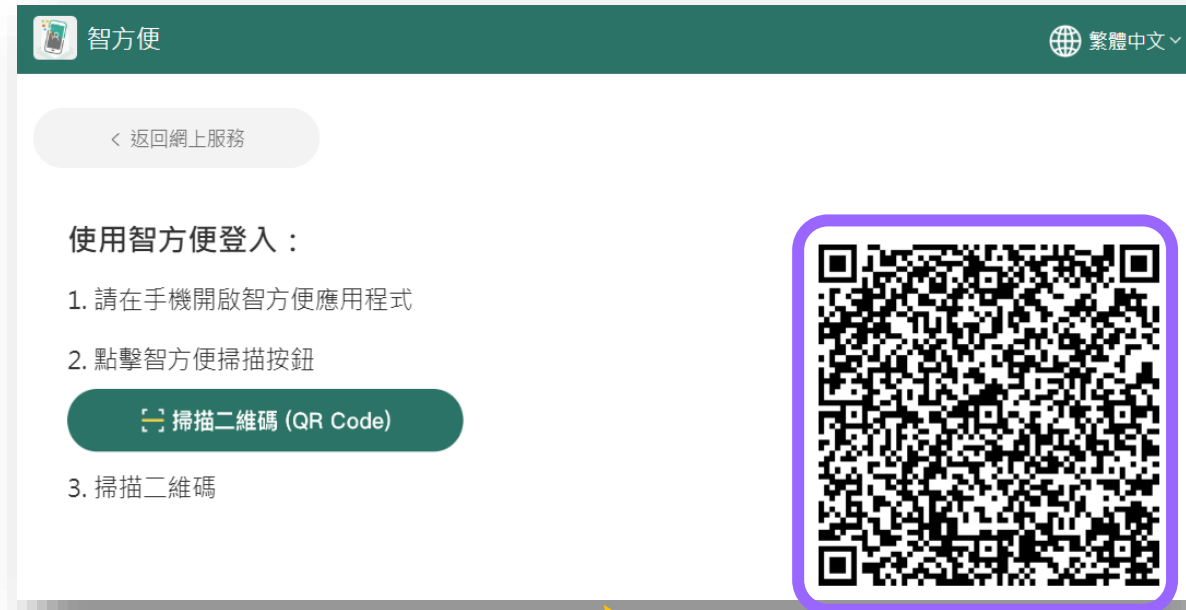 智方便
繁體中文
< 返回網上服務
使用智方便登入：
1. 請在手機開啟智方便應用程式
2. 點擊智方便掃描按鈕
掃描二維碼 (QR Code)
3. 掃描二維碼